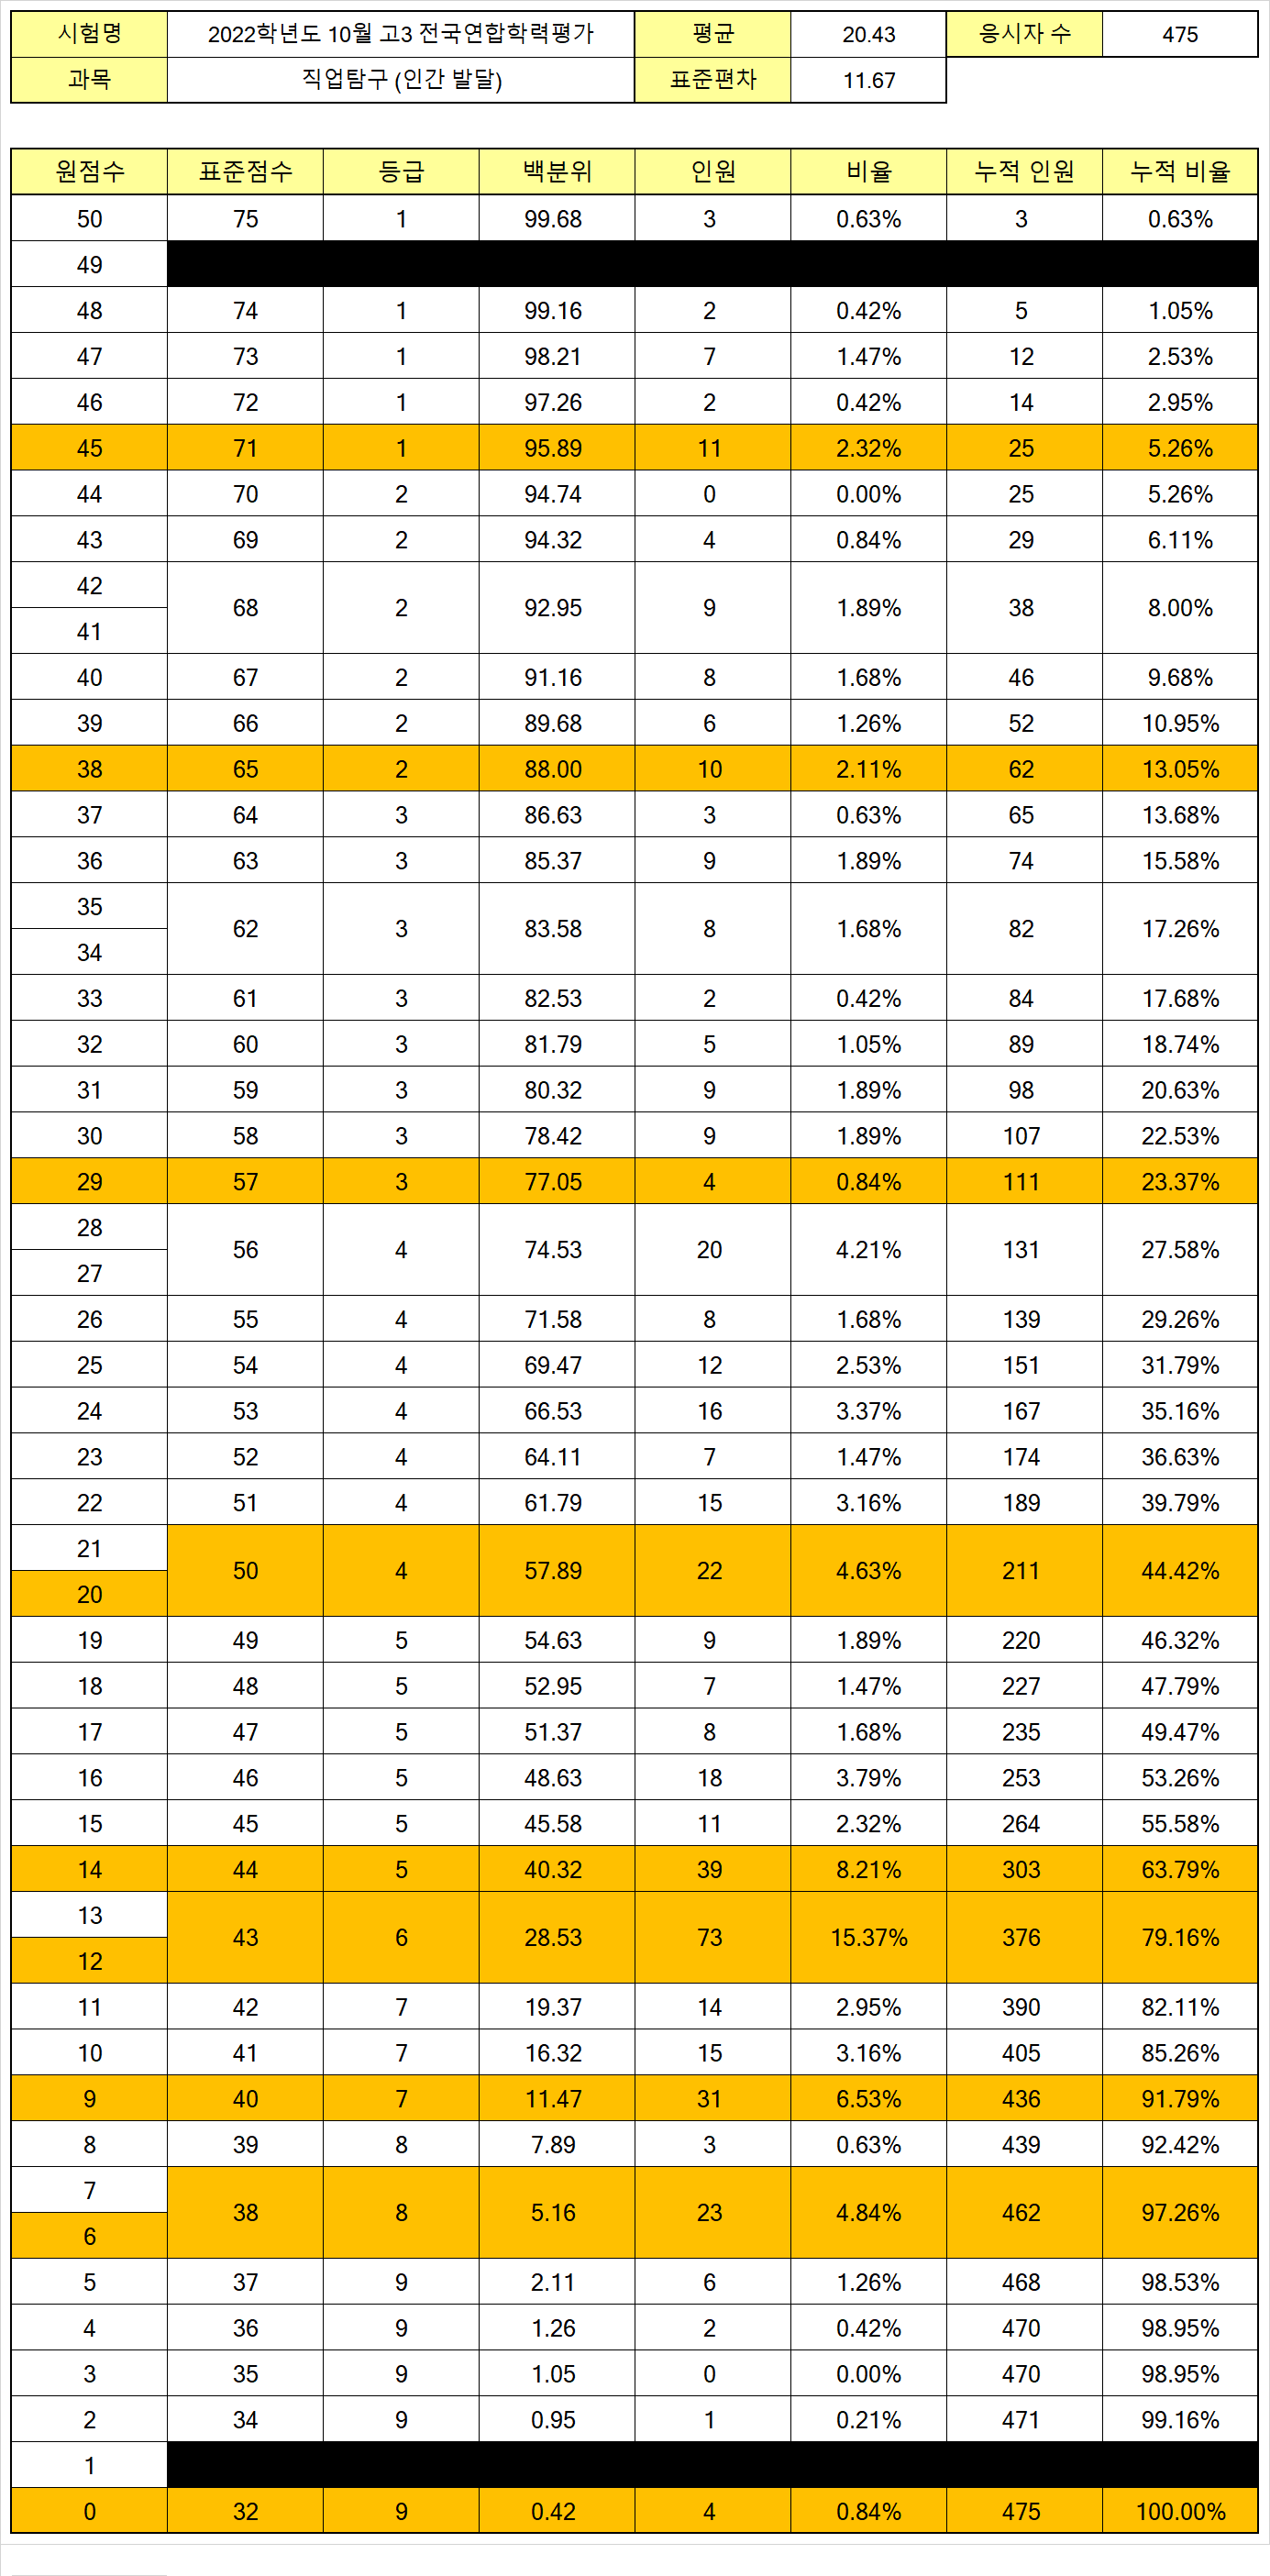 시험명 2022학년도 10월 고3 전국연합학력평가 평균 20.43 응시자 수 475
과목 직업탐구 (인간 발달) 표준편차 11.67
원점수 표준점수 등급 백분위 인원 비율 누적 인원 누적 비율
50 75 1 99.68 3 0.63% 3 0.63%
49
48 74 1 99.16 2 0.42% 5 1.05%
47 73 1 98.21 7 1.47% 12 2.53%
46 72 1 97.26 2 0.42% 14 2.95%
45 71 1 95.89 11 2.32% 25 5.26%
44 70 2 94.74 0 0.00% 25 5.26%
43 69 2 94.32 4 0.84% 29 6.11%
42
68 2 92.95 9 1.89% 38 8.00%
41
40 67 2 91.16 8 1.68% 46 9.68%
39 66 2 89.68 6 1.26% 52 10.95%
38 65 2 88.00 10 2.11% 62 13.05%
37 64 3 86.63 3 0.63% 65 13.68%
36 63 3 85.37 9 1.89% 74 15.58%
35
62 3 83.58 8 1.68% 82 17.26%
34
33 61 3 82.53 2 0.42% 84 17.68%
32 60 3 81.79 5 1.05% 89 18.74%
31 59 3 80.32 9 1.89% 98 20.63%
30 58 3 78.42 9 1.89% 107 22.53%
29 57 3 77.05 4 0.84% 111 23.37%
28
56 4 74.53 20 4.21% 131 27.58%
27
26 55 4 71.58 8 1.68% 139 29.26%
25 54 4 69.47 12 2.53% 151 31.79%
24 53 4 66.53 16 3.37% 167 35.16%
23 52 4 64.11 7 1.47% 174 36.63%
22 51 4 61.79 15 3.16% 189 39.79%
21
50 4 57.89 22 4.63% 211 44.42%
20
19 49 5 54.63 9 1.89% 220 46.32%
18 48 5 52.95 7 1.47% 227 47.79%
17 47 5 51.37 8 1.68% 235 49.47%
16 46 5 48.63 18 3.79% 253 53.26%
15 45 5 45.58 11 2.32% 264 55.58%
14 44 5 40.32 39 8.21% 303 63.79%
13
43 6 28.53 73 15.37% 376 79.16%
12
11 42 7 19.37 14 2.95% 390 82.11%
10 41 7 16.32 15 3.16% 405 85.26%
9 40 7 11.47 31 6.53% 436 91.79%
8 39 8 7.89 3 0.63% 439 92.42%
7
38 8 5.16 23 4.84% 462 97.26%
6
5 37 9 2.11 6 1.26% 468 98.53%
4 36 9 1.26 2 0.42% 470 98.95%
3 35 9 1.05 0 0.00% 470 98.95%
2 34 9 0.95 1 0.21% 471 99.16%
1
0 32 9 0.42 4 0.84% 475 100.00%